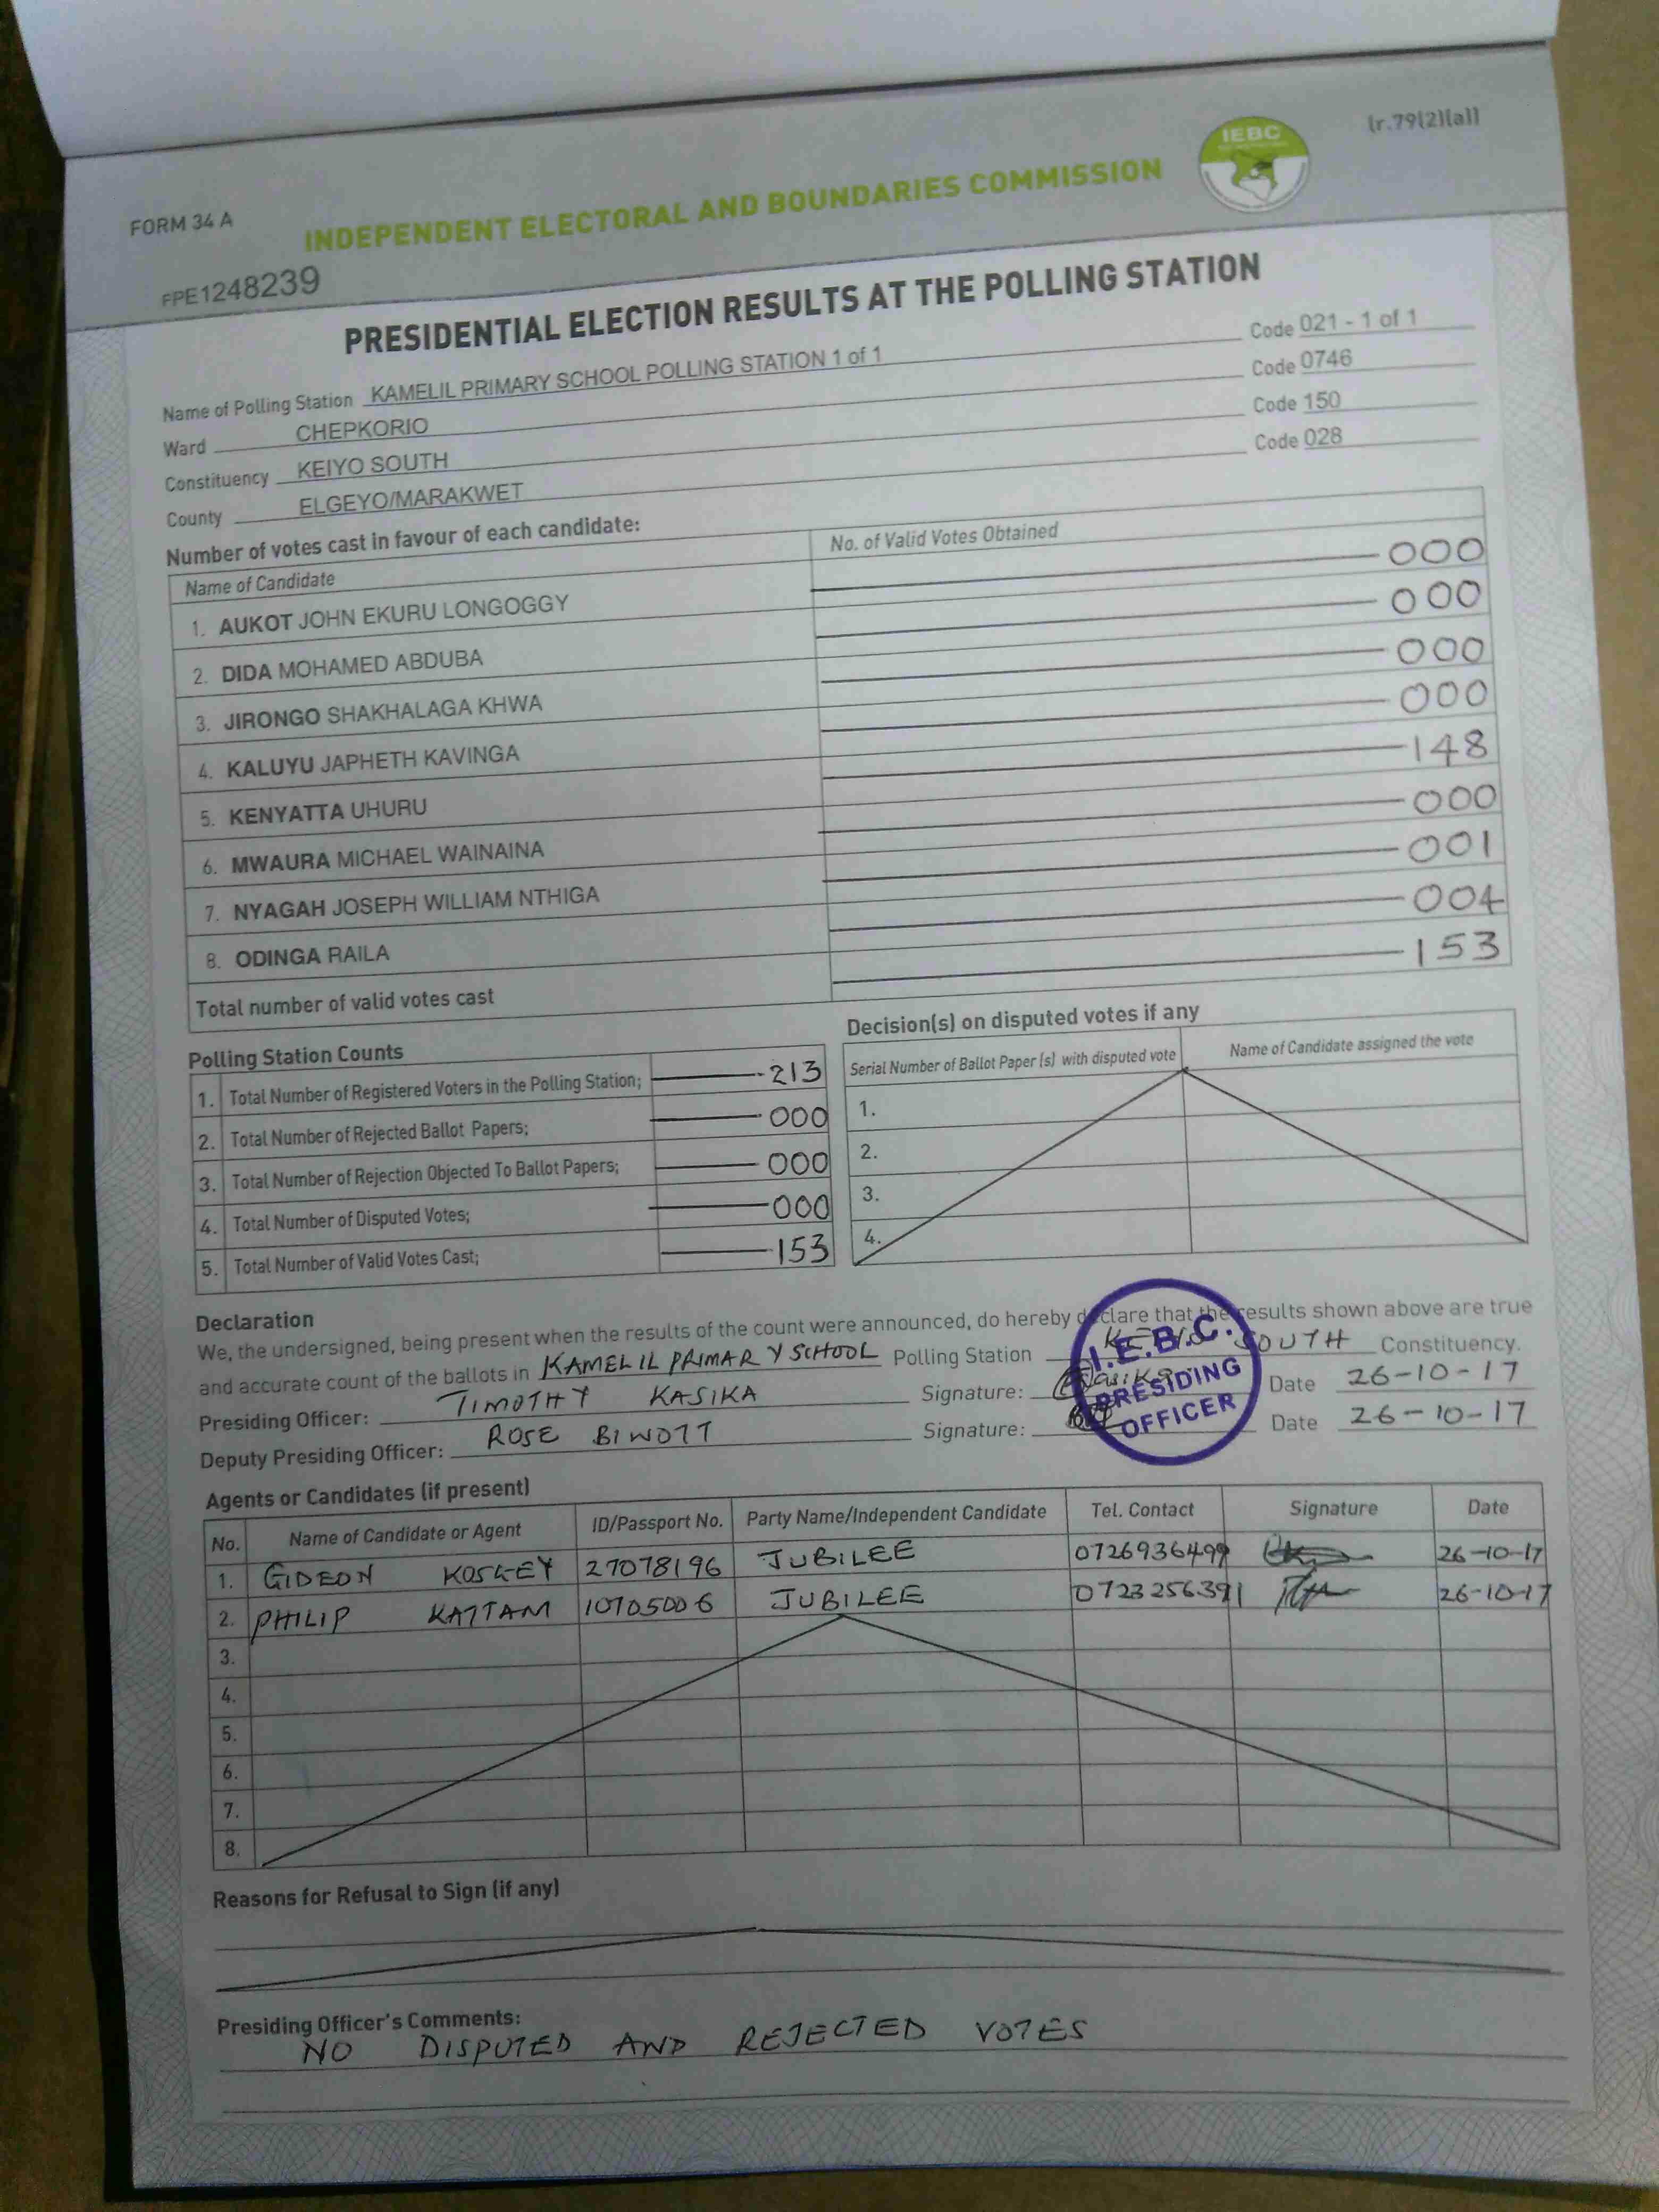 IEBC
(r.79(2)(a))
FORM 34 A
INDEPENDENT ELECTORAL AND BOUNDARIES COMMISSION
FPE1248239
PRESIDENTIAL ELECTION RESULTS AT THE POLLING STATION
Name of Polling Station KAMELIL PRIMARY SCHOOL POLLING STATION 1 of 1 Code 021 - 1 of 1
Ward CHEPKORIO Code 0746
Constituency KEIYO SOUTH Code 150
County ELGEYO/MARAKWET Code 028
Number of votes cast in favour of each candidate:
Name of Candidate No. of Valid Votes Obtained
1. AUKOT JOHN EKURU LONGOGGY 000
2. DIDA MOHAMED ABDUBA 000
3. JIRONGO SHAKHALAGA KHWA 000
4. KALUYU JAPHETH KAVINGA 000
5. KENYATTA UHURU 148
6. MWAURA MICHAEL WAINAINA 000
7. NYAGAH JOSEPH WILLIAM NTHIGA 001
8. ODINGA RAILA 004
Total number of valid votes cast 153
Polling Station Counts
1. Total Number of Registered Voters in the Polling Station; 213
2. Total Number of Rejected Ballot Papers; 000
3. Total Number of Rejection Objected To Ballot Papers; 000
4. Total Number of Disputed Votes; 000
5. Total Number of Valid Votes Cast; 153
Decision(s) on disputed votes if any
Serial Number of Ballot Paper (s) with disputed vote Name of Candidate assigned the vote
1.
2.
3.
4.
Declaration
We, the undersigned, being present when the results of the count were announced, do hereby declare that the results shown above are true
and accurate count of the ballots in KAMELIL PRIMARY SCHOOL Polling Station KEIYO SOUTH Constituency.
Presiding Officer: TIMOTHY KASIKA Signature: Date 26-10-17
Deputy Presiding Officer: ROSE BIWOTT Signature: Date 26-10-17
I.E.B.C.
PRESIDING
OFFICER
Agents or Candidates (if present)
No. Name of Candidate or Agent ID/Passport No. Party Name/Independent Candidate Tel. Contact Signature Date
1. GIDEON KOSGEY 27078196 JUBILEE 0726936499 26-10-17
2. PHILIP KATTAM 10705006 JUBILEE 0723256391 26-10-17
3.
4.
5.
6.
7.
8.
Reasons for Refusal to Sign (if any)
Presiding Officer's Comments:
NO DISPUTED AND REJECTED VOTES